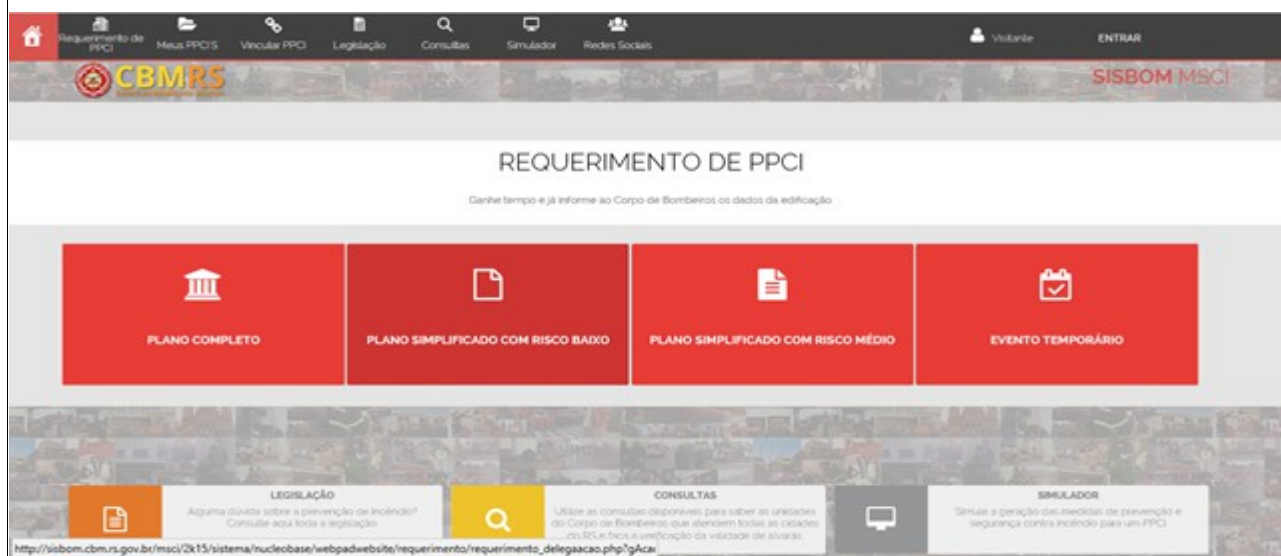 Requerimento de
PPCI
Meus PPCI'S
Vincular PPCI
Legislação
Consultas
Simulador
Redes Sociais
Visitante
ENTRAR
CBMRS
SISBOM MSCI
REQUERIMENTO DE PPCI
Ganhe tempo e já informe ao Corpo de Bombeiros os dados da edificação.
PLANO COMPLETO
PLANO SIMPLIFICADO COM RISCO BAIXO
PLANO SIMPLIFICADO COM RISCO MÉDIO
EVENTO TEMPORÁRIO
LEGISLAÇÃO
Alguma dúvida sobre a prevenção de incêndio?
Consulte aqui toda a legislação.
CONSULTAS
Utilize as consultas disponíveis para saber as unidades
do Corpo de Bombeiros que atendem todas as cidades
do RS e faça a verificação da validade de alvarás.
SIMULADOR
Simule a geração das medidas de prevenção e
segurança contra incêndio para um PPCI
http://sisbom.cbm.rs.gov.br/msci/2k15/sistema/nucleobase/webpadwebsite/requerimento/requerimento_delegaacao.php?gAcao